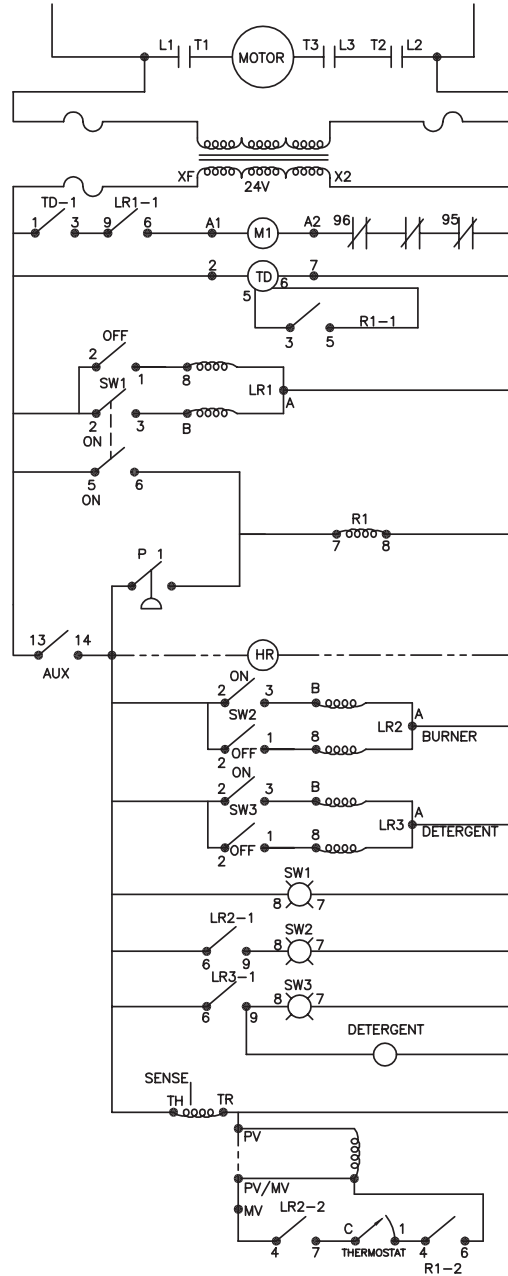 L1 T1 MOTOR T3 L3 T2 L2
XF 24V X2
TD-1 LR1-1
1 3 9 6 A1 M1 A2 96 95
2 TD 7
5 6
3 5 R1-1
OFF
2 1 8
SW1 LR1 A
2 3 B
ON
5 6
ON
R1
7 8
P 1
13 14
AUX
HR
ON
2 3 B
SW2 LR2 A
BURNER
2 OFF 1 8
ON
2 3 B
SW3 LR3 A
DETERGENT
2 OFF 1 8
SW1
8 7
LR2-1 SW2
6 9 8 7
LR3-1 SW3
6 9 8 7
DETERGENT
SENSE
TH TR
PV
PV/MV
MV LR2-2
4 7 C 1 4 6
THERMOSTAT
R1-2